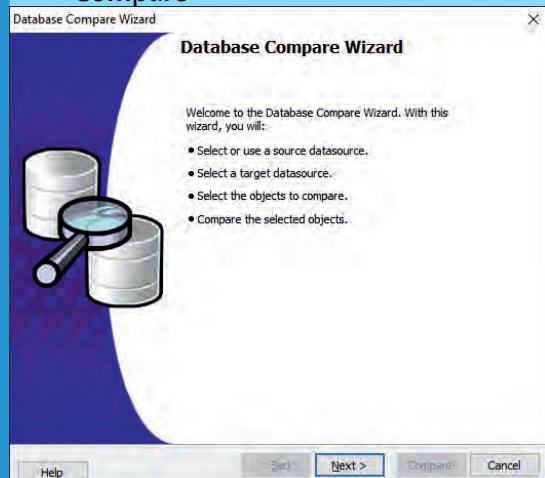 Compare
Database Compare Wizard
Database Compare Wizard
Welcome to the Database Compare Wizard. With this
wizard, you will:
• Select or use a source datasource.
• Select a target datasource.
• Select the objects to compare.
• Compare the selected objects.
Help
< Back
Next >
Compare
Cancel